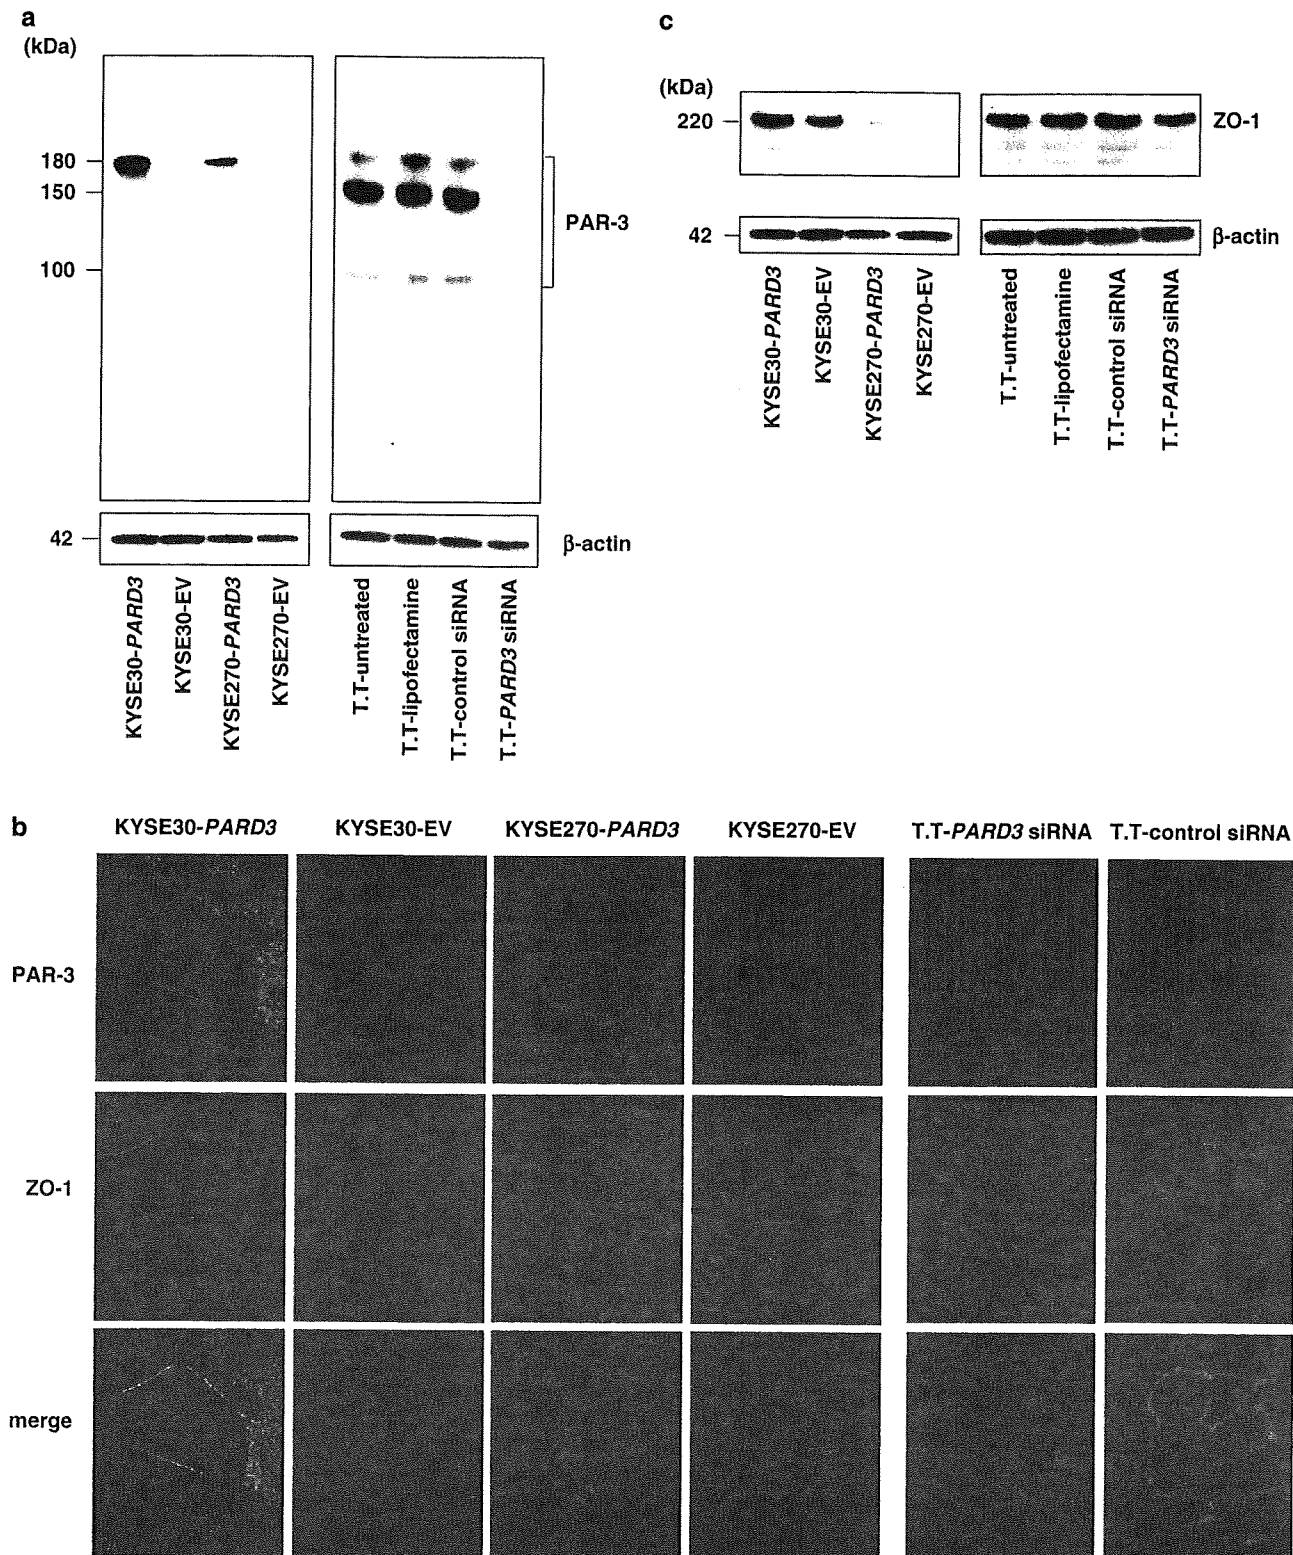 a
(kDa)
180
150
100
PAR-3
42
β-actin
KYSE30-PARD3
KYSE30-EV
KYSE270-PARD3
KYSE270-EV
T.T-untreated
T.T-lipofectamine
T.T-control siRNA
T.T-PARD3 siRNA
c
(kDa)
220
ZO-1
42
β-actin
KYSE30-PARD3
KYSE30-EV
KYSE270-PARD3
KYSE270-EV
T.T-untreated
T.T-lipofectamine
T.T-control siRNA
T.T-PARD3 siRNA
b
KYSE30-PARD3 KYSE30-EV KYSE270-PARD3 KYSE270-EV T.T-PARD3 siRNA T.T-control siRNA
PAR-3
ZO-1
merge